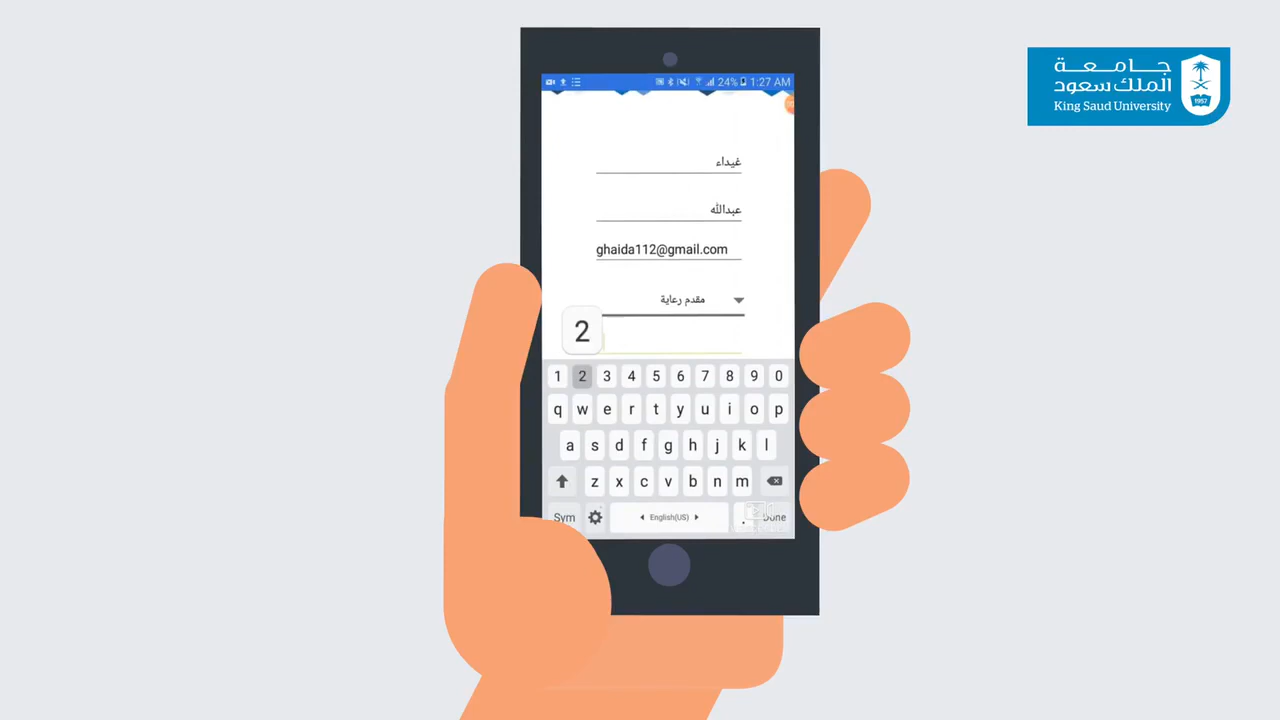 جامعة
الملك سعود
King Saud University
1957
24% 1:27 AM
غيداء
عبدالله
ghaida112@gmail.com
مقدم رعاية
2
1 2 3 4 5 6 7 8 9 0
q w e r t y u i o p
a s d f g h j k l
z x c v b n m
Sym English(US) . Done